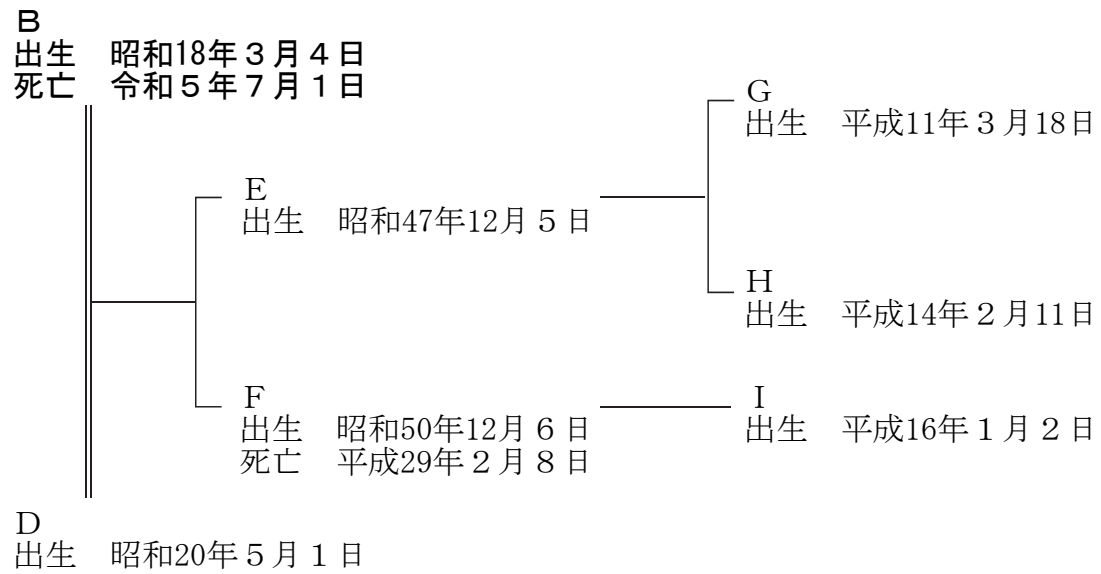 B
出生　昭和18年３月４日
死亡　令和５年７月１日
E
出生　昭和47年12月５日
F
出生　昭和50年12月６日
死亡　平成29年２月８日
G
出生　平成11年３月18日
H
出生　平成14年２月11日
I
出生　平成16年１月２日
D
出生　昭和20年５月１日